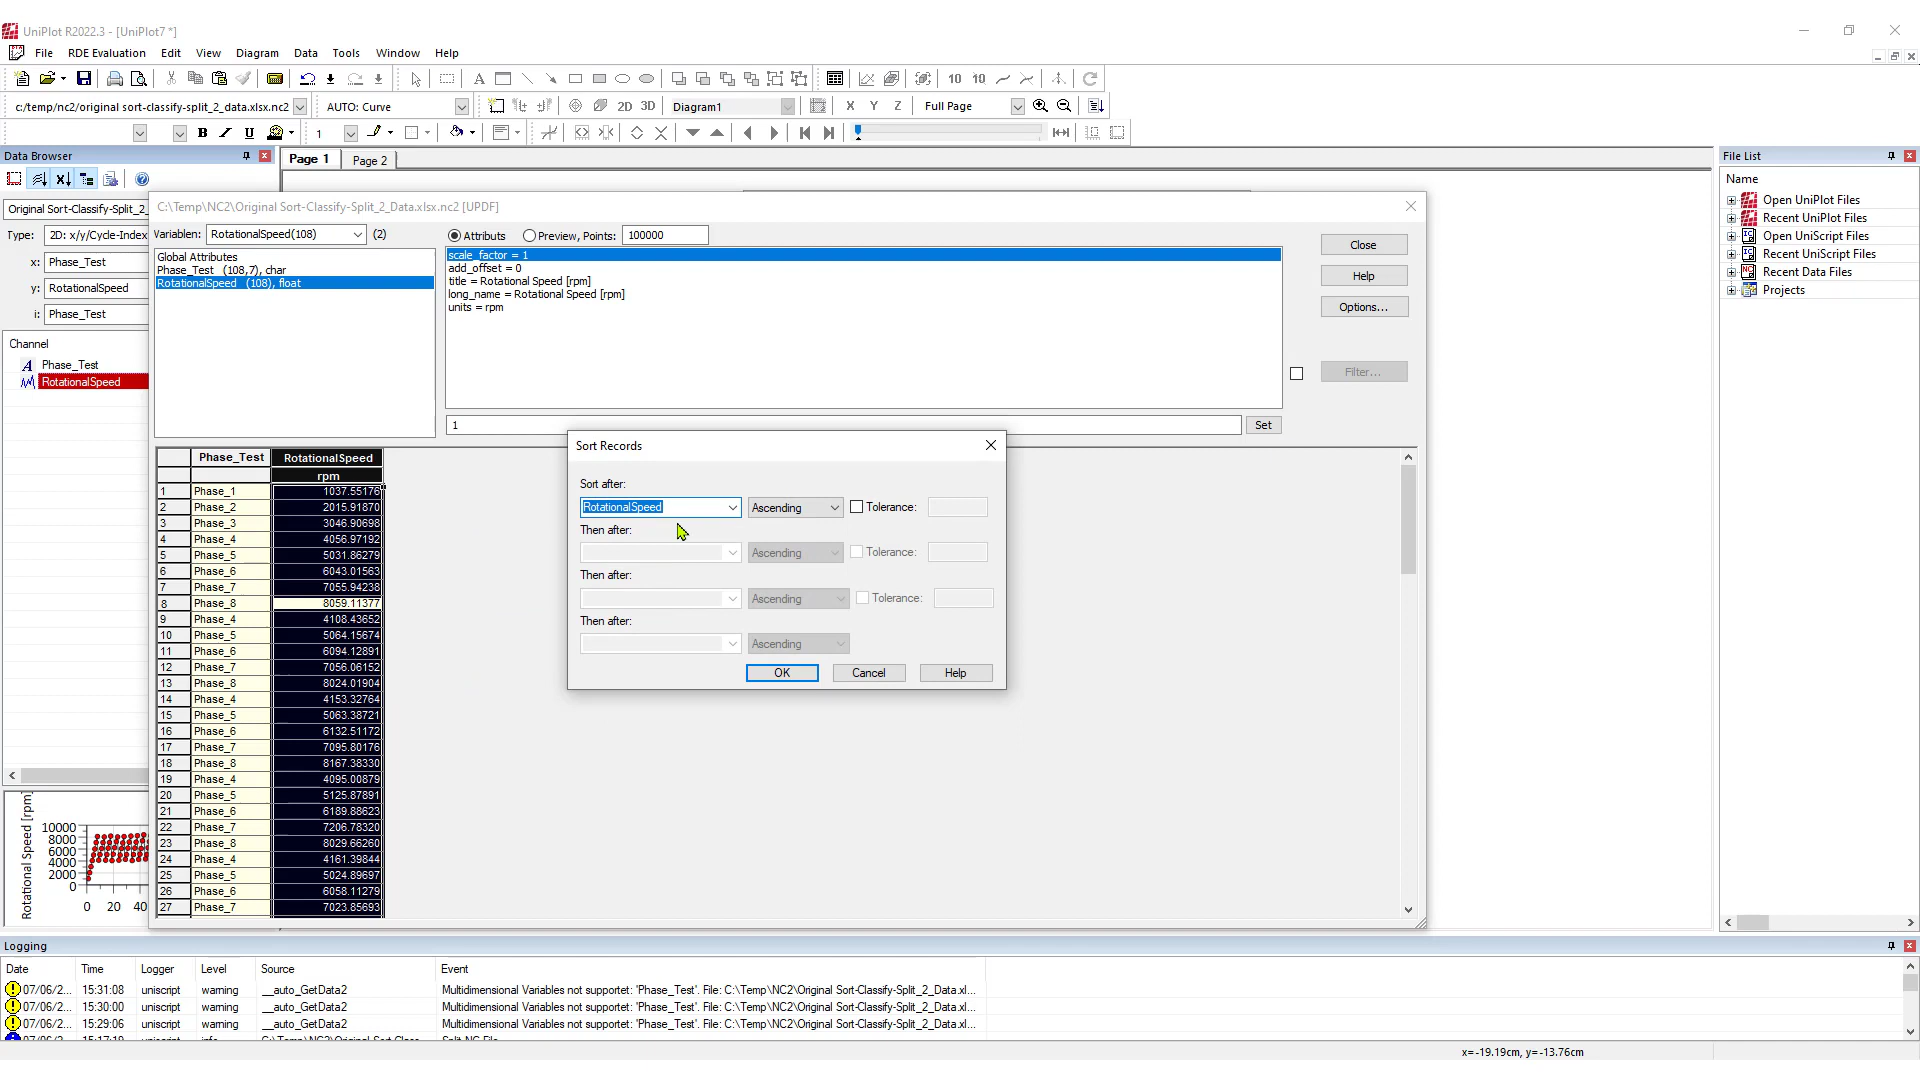 UniPlot R2022.3 - [UniPlot7 *]
File RDE Evaluation Edit View Diagram Data Tools Window Help
c:/temp/nc2/original sort-classify-split_2_data.xlsx.nc2 AUTO: Curve 2D 3D Diagram1 X Y Z Full Page
B I U 1
Data Browser
Page 1 Page 2
File List
Original Sort-Classify-Split_2_
Type: 2D: x/y/Cycle-Index
x: Phase_Test
y: RotationalSpeed
i: Phase_Test
Channel
Phase_Test
RotationalSpeed
Rotational Speed [rpm]
10000
8000
6000
4000
2000
0
0 20 40
C:\Temp\NC2\Original Sort-Classify-Split_2_Data.xlsx.nc2 [UPDF]
Variablen: RotationalSpeed(108) (2)
Global Attributes
Phase_Test (108,7), char
RotationalSpeed (108), float
Attributs Preview, Points: 100000
scale_factor = 1
add_offset = 0
title = Rotational Speed [rpm]
long_name = Rotational Speed [rpm]
units = rpm
Close
Help
Options...
Filter...
1 Set
Phase_Test RotationalSpeed
rpm
1 Phase_1 1037.55176
2 Phase_2 2015.91870
3 Phase_3 3046.90698
4 Phase_4 4056.97192
5 Phase_5 5031.86279
6 Phase_6 6043.01563
7 Phase_7 7055.94238
8 Phase_8 8059.11377
9 Phase_4 4108.43652
10 Phase_5 5064.15674
11 Phase_6 6094.12891
12 Phase_7 7056.06152
13 Phase_8 8024.01904
14 Phase_4 4153.32764
15 Phase_5 5063.38721
16 Phase_6 6132.51172
17 Phase_7 7095.80176
18 Phase_8 8167.38330
19 Phase_4 4095.00879
20 Phase_5 5125.87891
21 Phase_6 6189.88623
22 Phase_7 7206.78320
23 Phase_8 8029.66260
24 Phase_4 4161.39844
25 Phase_5 5024.89697
26 Phase_6 6058.11279
27 Phase_7 7023.85693
Sort Records
Sort after:
RotationalSpeed Ascending Tolerance:
Then after:
Ascending Tolerance:
Then after:
Ascending Tolerance:
Then after:
Ascending
OK Cancel Help
Name
Open UniPlot Files
Recent UniPlot Files
Open UniScript Files
Recent UniScript Files
Recent Data Files
Projects
Logging
Date Time Logger Level Source Event
07/06/2... 15:31:08 uniscript warning __auto_GetData2 Multidimensional Variables not supportet: 'Phase_Test'. File: C:\Temp\NC2\Original Sort-Classify-Split_2_Data.xl...
07/06/2... 15:30:00 uniscript warning __auto_GetData2 Multidimensional Variables not supportet: 'Phase_Test'. File: C:\Temp\NC2\Original Sort-Classify-Split_2_Data.xl...
07/06/2... 15:29:06 uniscript warning __auto_GetData2 Multidimensional Variables not supportet: 'Phase_Test'. File: C:\Temp\NC2\Original Sort-Classify-Split_2_Data.xl...
x=-19.19cm, y=-13.76cm